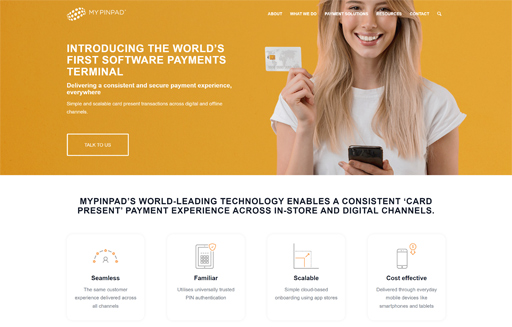 MYPINPAD
ABOUT WHAT WE DO PAYMENT SOLUTIONS RESOURCES CONTACT
INTRODUCING THE WORLD'S
FIRST SOFTWARE PAYMENTS
TERMINAL
Delivering a consistent and secure payment experience,
everywhere
Simple and scalable card present transactions across digital and offline
channels.
TALK TO US
MYPINPAD'S WORLD-LEADING TECHNOLOGY ENABLES A CONSISTENT 'CARD
PRESENT' PAYMENT EXPERIENCE ACROSS IN-STORE AND DIGITAL CHANNELS.
Seamless
The same customer
experience delivered across
all channels
Familiar
Utilises universally trusted
PIN authentication
Scalable
Simple cloud-based
onboarding using app stores
Cost effective
Delivered through everyday
mobile devices like
smartphones and tablets